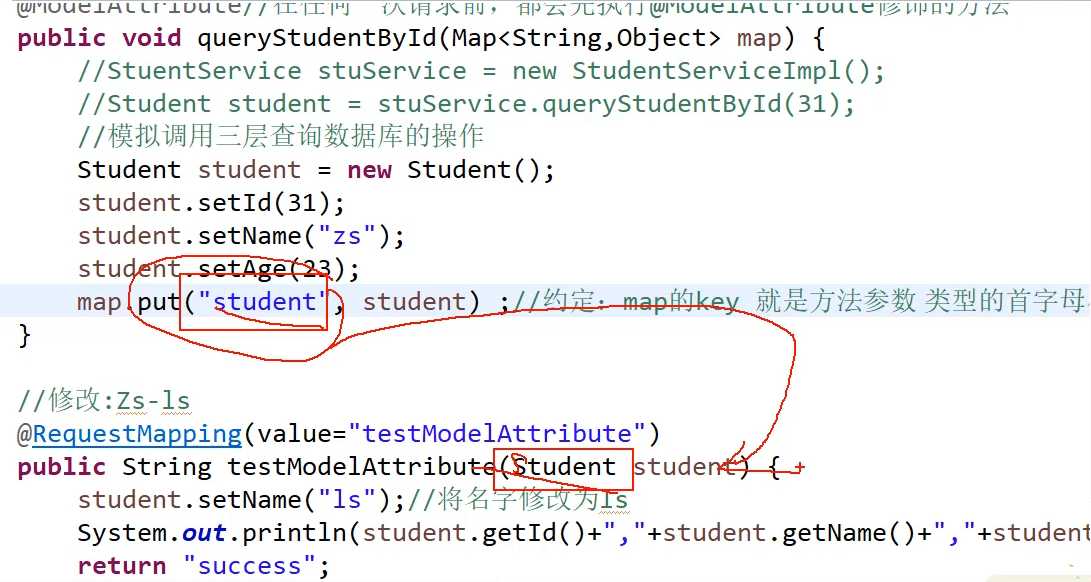 @ModelAttribute//在任何一次请求前，都会先执行@ModelAttribute修饰的方法
public void queryStudentById(Map<String,Object> map) {
//StuentService stuService = new StudentServiceImpl();
//Student student = stuService.queryStudentById(31);
//模拟调用三层查询数据库的操作
Student student = new Student();
student.setId(31);
student.setName("zs");
student.setAge(23);
map.put("student", student) ;//约定：map的key 就是方法参数 类型的首字母
}
//修改:Zs-ls
@RequestMapping(value="testModelAttribute")
public String testModelAttribute(Student student) {
student.setName("ls");//将名字修改为ls
System.out.println(student.getId()+","+student.getName()+","+student
return "success";